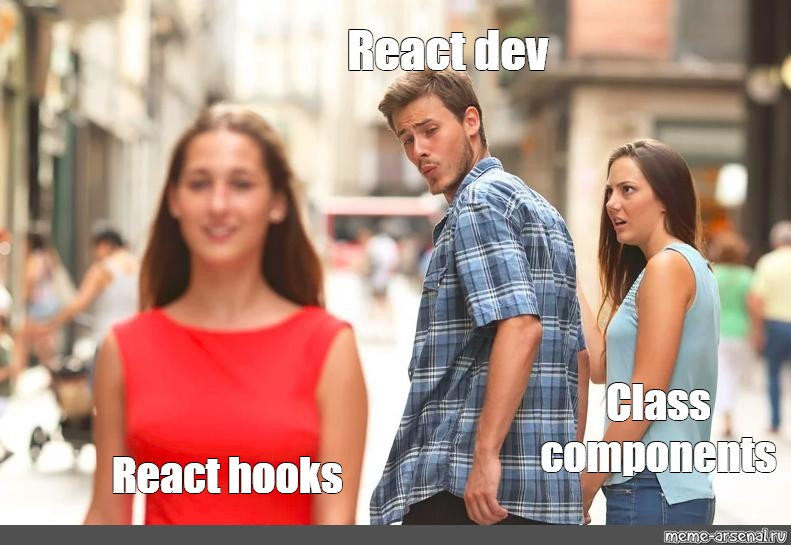 React dev
Class
components
React hooks
meme-arsenal.ru